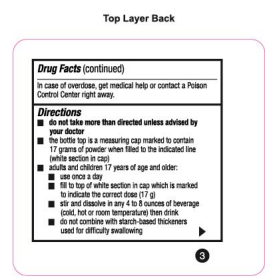 Top Layer Back
Drug Facts (continued)
In case of overdose, get medical help or contact a Poison
Control Center right away.
Directions
■ do not take more than directed unless advised by
your doctor
■ the bottle top is a measuring cap marked to contain
17 grams of powder when filled to the indicated line
(white section in cap)
■ adults and children 17 years of age and older:
■ use once a day
■ fill to top of white section in cap which is marked
to indicate the correct dose (17 g)
■ stir and dissolve in any 4 to 8 ounces of beverage
(cold, hot or room temperature) then drink
■ do not combine with starch-based thickeners
used for difficulty swallowing
3